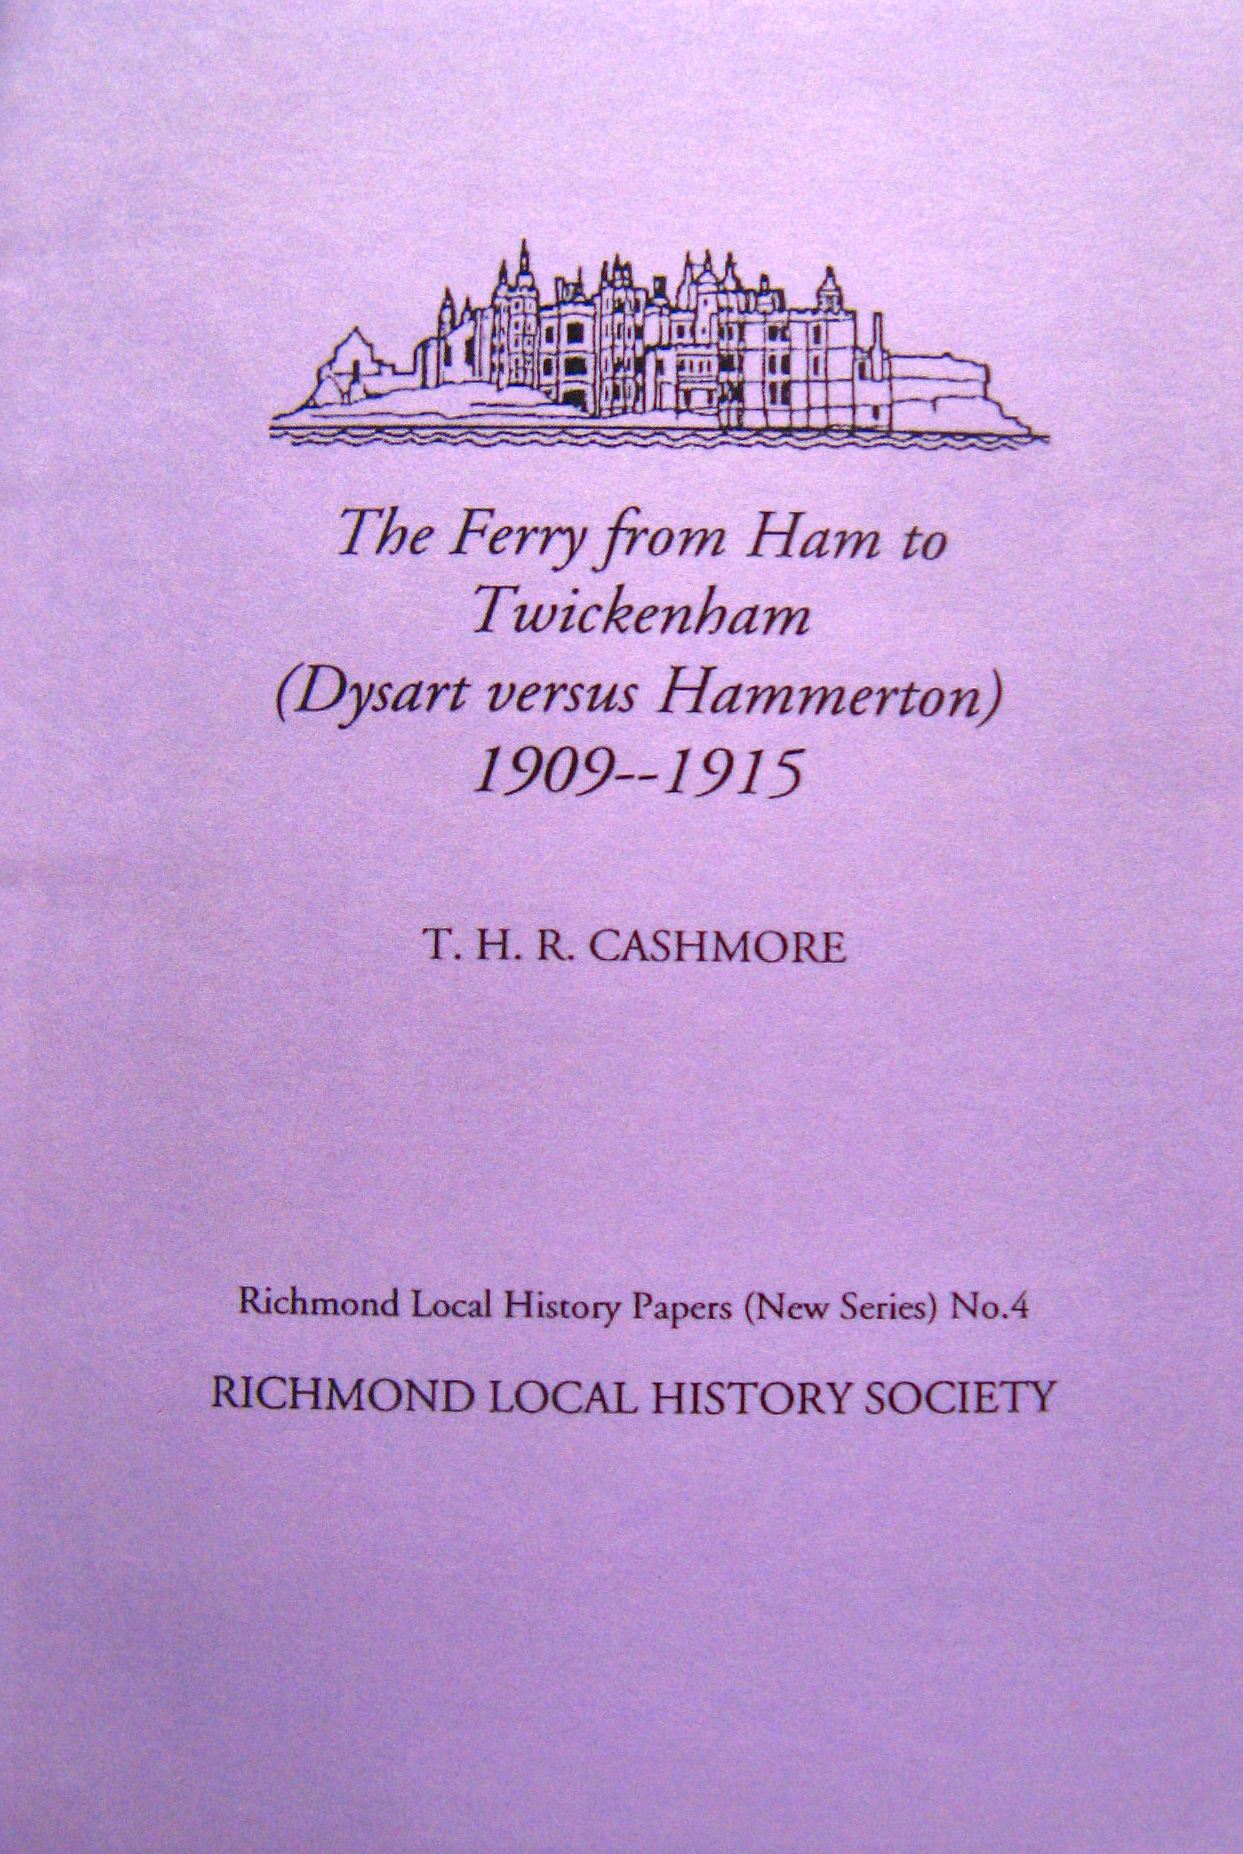 The Ferry from Ham to
Twickenham
(Dysart versus Hammerton)
1909--1915
T. H. R. CASHMORE
Richmond Local History Papers (New Series) No.4
RICHMOND LOCAL HISTORY SOCIETY